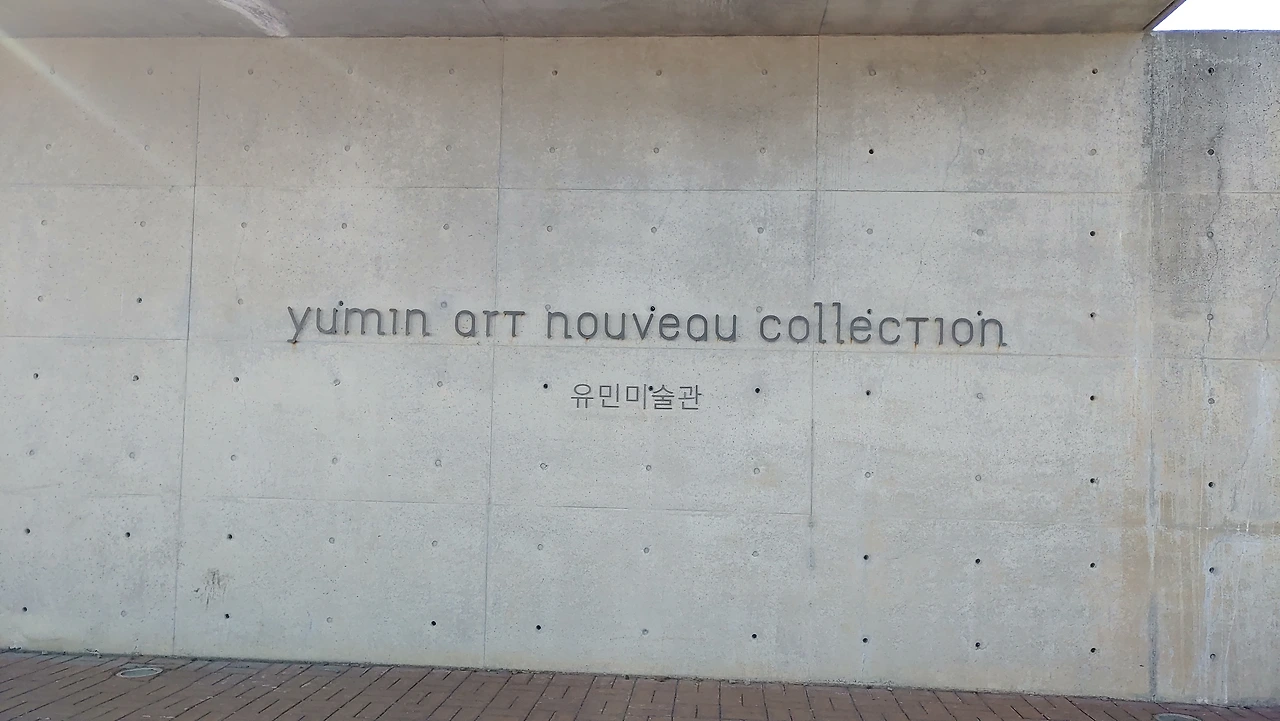 yumin art nouveau collection
유민미술관